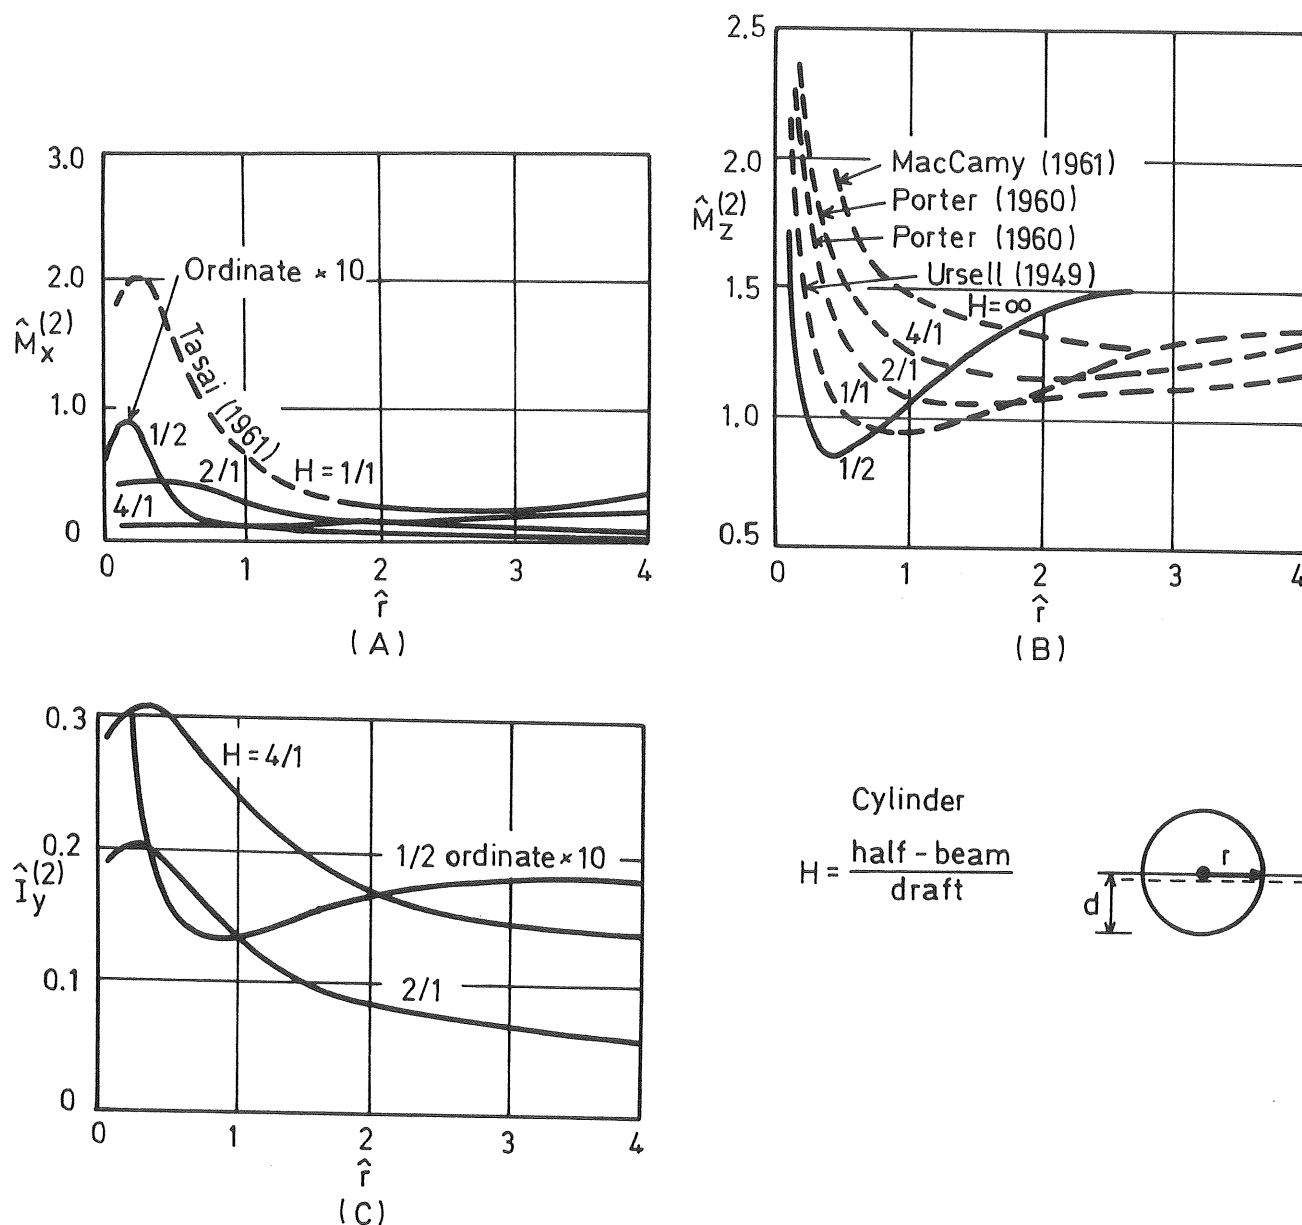 3.0
2.0
1.0
0
M̂x(2)
Ordinate × 10
Tasai (1961)
1/2
2/1
H = 1/1
4/1
0 1 2 3 4
r̂
(A)
2.5
2.0
1.5
1.0
0.5
M̂z(2)
MacCamy (1961)
Porter (1960)
Porter (1960)
Ursell (1949)
H=∞
4/1
2/1
1/1
1/2
0 1 2 3 4
r̂
(B)
0.3
0.2
0.1
0
Îy(2)
H = 4/1
1/2 ordinate × 10
2/1
0 1 2 3 4
r̂
(C)
Cylinder
H = half - beam
draft
r
d